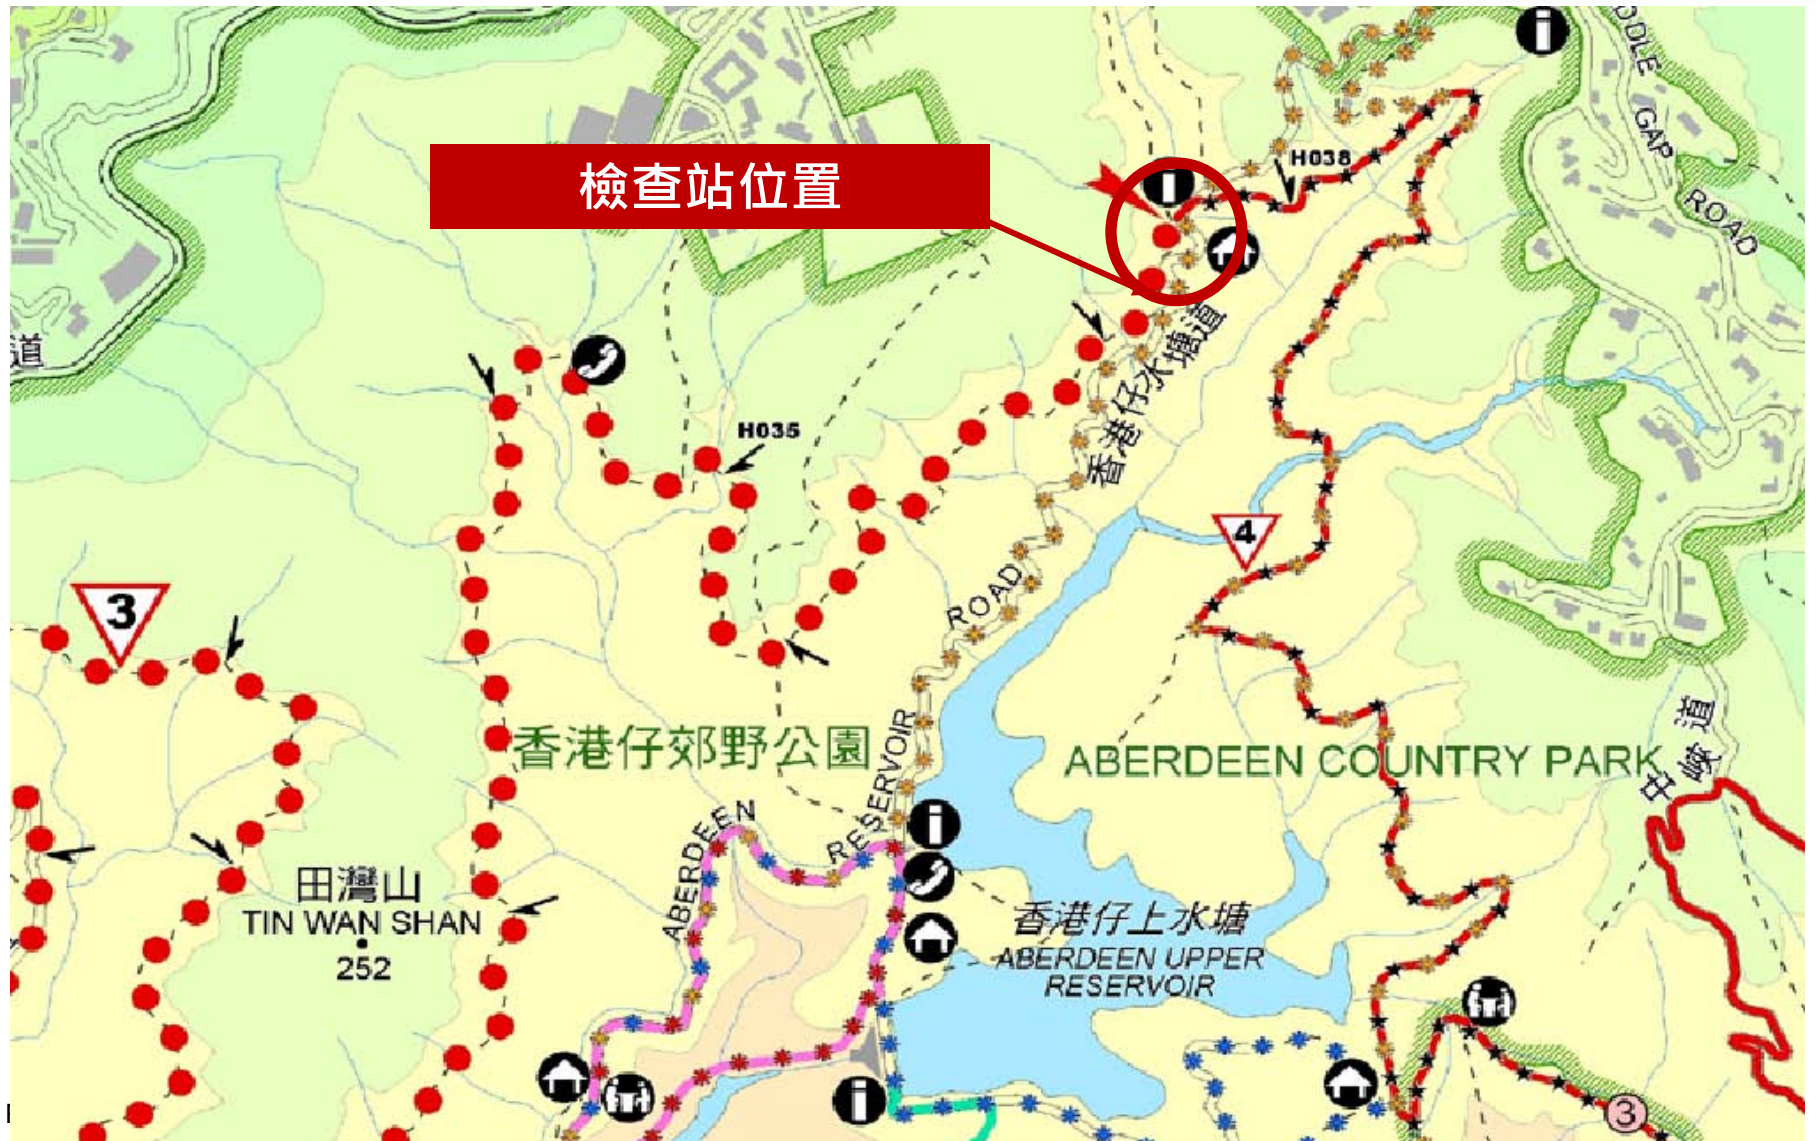 ODLE
GAP
ROAD
檢查站位置
H038
道
香港仔水塘道
H035
4
ROAD
3
中峽道
香港仔郊野公園
RESERVOIR
ABERDEEN COUNTRY PARK
ABERDEEN
田灣山
TIN WAN SHAN
252
香港仔上水塘
ABERDEEN UPPER
RESERVOIR
3